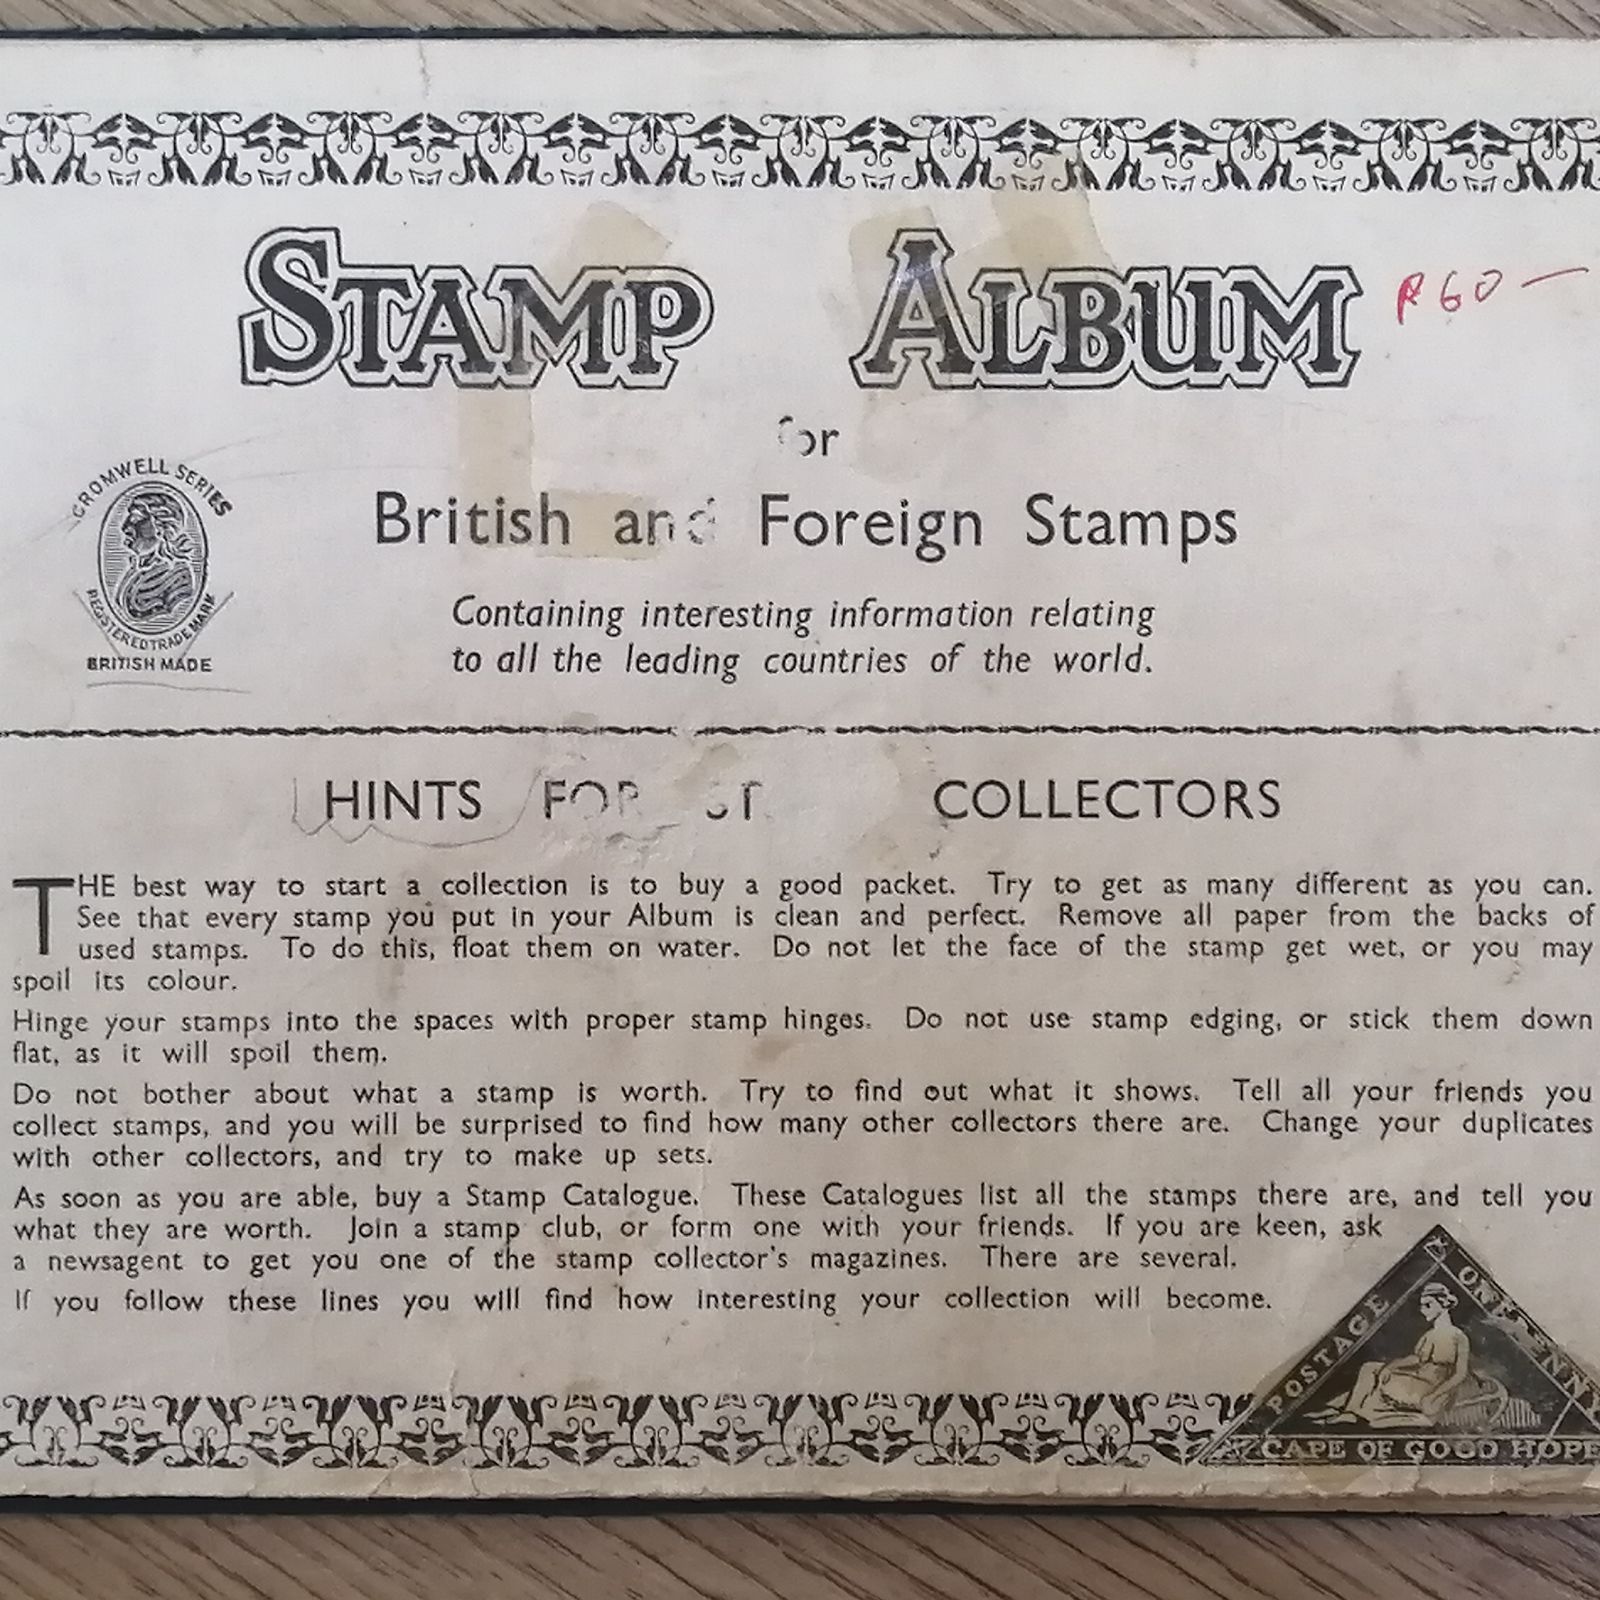 STAMP ALBUM
R60 —
for
British and Foreign Stamps
CROMWELL SERIES
REGISTERED TRADE MARK
BRITISH MADE
Containing interesting information relating
to all the leading countries of the world.
HINTS FOR COLLECTORS
THE best way to start a collection is to buy a good packet. Try to get as many different as you can.
See that every stamp you put in your Album is clean and perfect. Remove all paper from the backs of
used stamps. To do this, float them on water. Do not let the face of the stamp get wet, or you may
spoil its colour.
Hinge your stamps into the spaces with proper stamp hinges. Do not use stamp edging, or stick them down
flat, as it will spoil them.
Do not bother about what a stamp is worth. Try to find out what it shows. Tell all your friends you
collect stamps, and you will be surprised to find how many other collectors there are. Change your duplicates
with other collectors, and try to make up sets.
As soon as you are able, buy a Stamp Catalogue. These Catalogues list all the stamps there are, and tell you
what they are worth. Join a stamp club, or form one with your friends. If you are keen, ask
a newsagent to get you one of the stamp collector's magazines. There are several.
If you follow these lines you will find how interesting your collection will become.
POSTAGE
ONE PENNY
CAPE OF GOOD HOPE